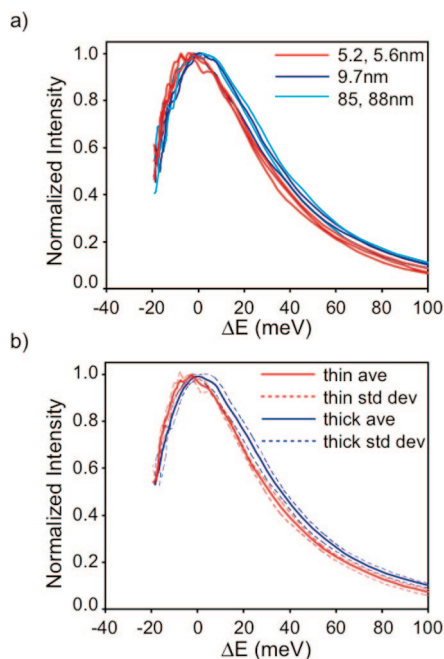 a)
1.0
0.8
0.6
0.4
0.2
0.0
Normalized Intensity
5.2, 5.6nm
9.7nm
85, 88nm
-40 -20 0 20 40 60 80 100
ΔE (meV)
b)
1.0
0.8
0.6
0.4
0.2
0.0
Normalized Intensity
thin ave
thin std dev
thick ave
thick std dev
-40 -20 0 20 40 60 80 100
ΔE (meV)